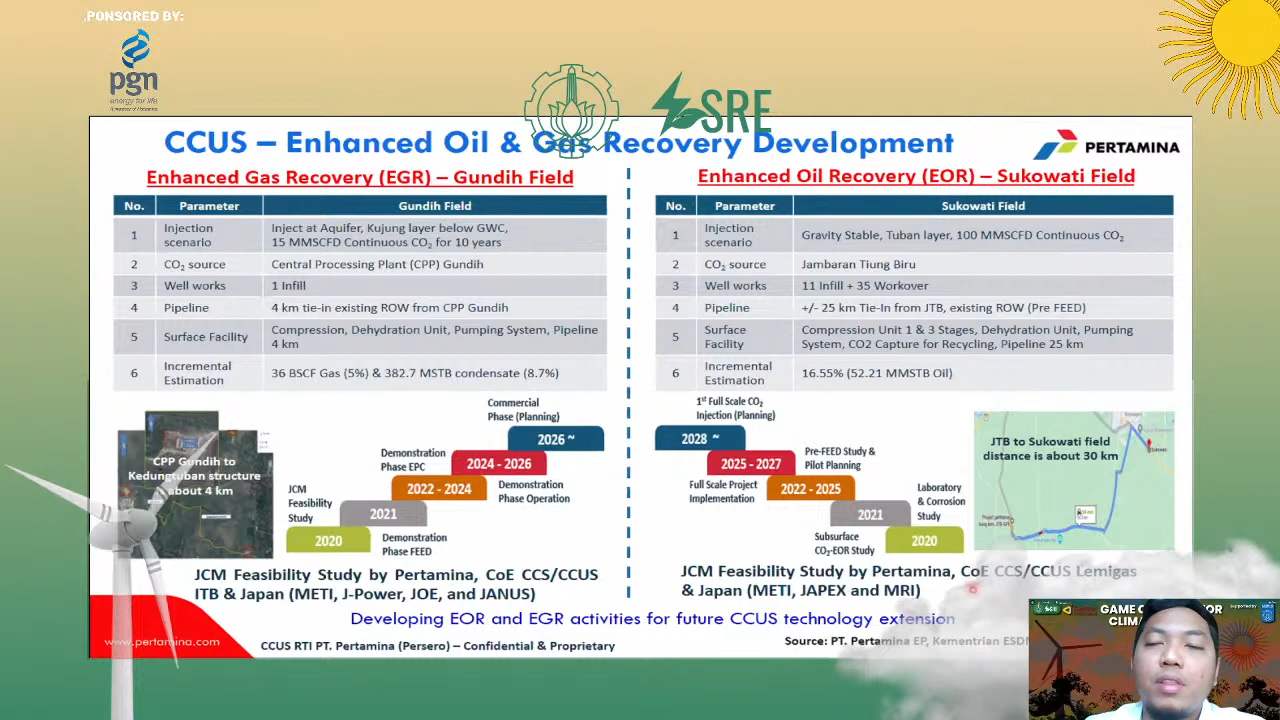 .PONSORED BY:
pgn
energy for life
SRE
CCUS – Enhanced Oil & Gas Recovery Development
PERTAMINA
Enhanced Gas Recovery (EGR) – Gundih Field
No. Parameter Gundih Field
1 Injection scenario Inject at Aquifer, Kujung layer below GWC,
15 MMSCFD Continuous CO₂ for 10 years
2 CO₂ source Central Processing Plant (CPP) Gundih
3 Well works 1 Infill
4 Pipeline 4 km tie-in existing ROW from CPP Gundih
5 Surface Facility Compression, Dehydration Unit, Pumping System, Pipeline
4 km
6 Incremental Estimation 36 BSCF Gas (5%) & 382.7 MSTB condensate (8.7%)
Enhanced Oil Recovery (EOR) – Sukowati Field
No. Parameter Sukowati Field
1 Injection scenario Gravity Stable, Tuban layer, 100 MMSCFD Continuous CO₂
2 CO₂ source Jambaran Tiung Biru
3 Well works 11 Infill + 35 Workover
4 Pipeline +/- 25 km Tie-In from JTB, existing ROW (Pre FEED)
5 Surface Facility Compression Unit 1 & 3 Stages, Dehydration Unit, Pumping
System, CO2 Capture for Recycling, Pipeline 25 km
6 Incremental Estimation 16.55% (52.21 MMSTB Oil)
CPP Gundih to
Kedungtuban structure
about 4 km
Commercial
Phase (Planning)
2026 ~
Demonstration
Phase EPC
2024 - 2026
2022 - 2024
Demonstration
Phase Operation
JCM
Feasibility
Study
2021
2020
Demonstration
Phase FEED
JCM Feasibility Study by Pertamina, CoE CCS/CCUS
ITB & Japan (METI, J-Power, JOE, and JANUS)
1st Full Scale CO₂
Injection (Planning)
2028 ~
2025 - 2027
Pre-FEED Study &
Pilot Planning
Full Scale Project
Implementation
2022 - 2025
Laboratory
& Corrosion
Study
2021
Subsurface
CO₂-EOR Study
2020
JTB to Sukowati field
distance is about 30 km
JCM Feasibility Study by Pertamina, CoE CCS/CCUS Lemigas
& Japan (METI, JAPEX and MRI)
Developing EOR and EGR activities for future CCUS technology extension
www.pertamina.com
CCUS RTI PT. Pertamina (Persero) – Confidential & Proprietary
Source: PT. Pertamina EP, Kementrian ESDM
GAME
OR
CLIMA
supported by